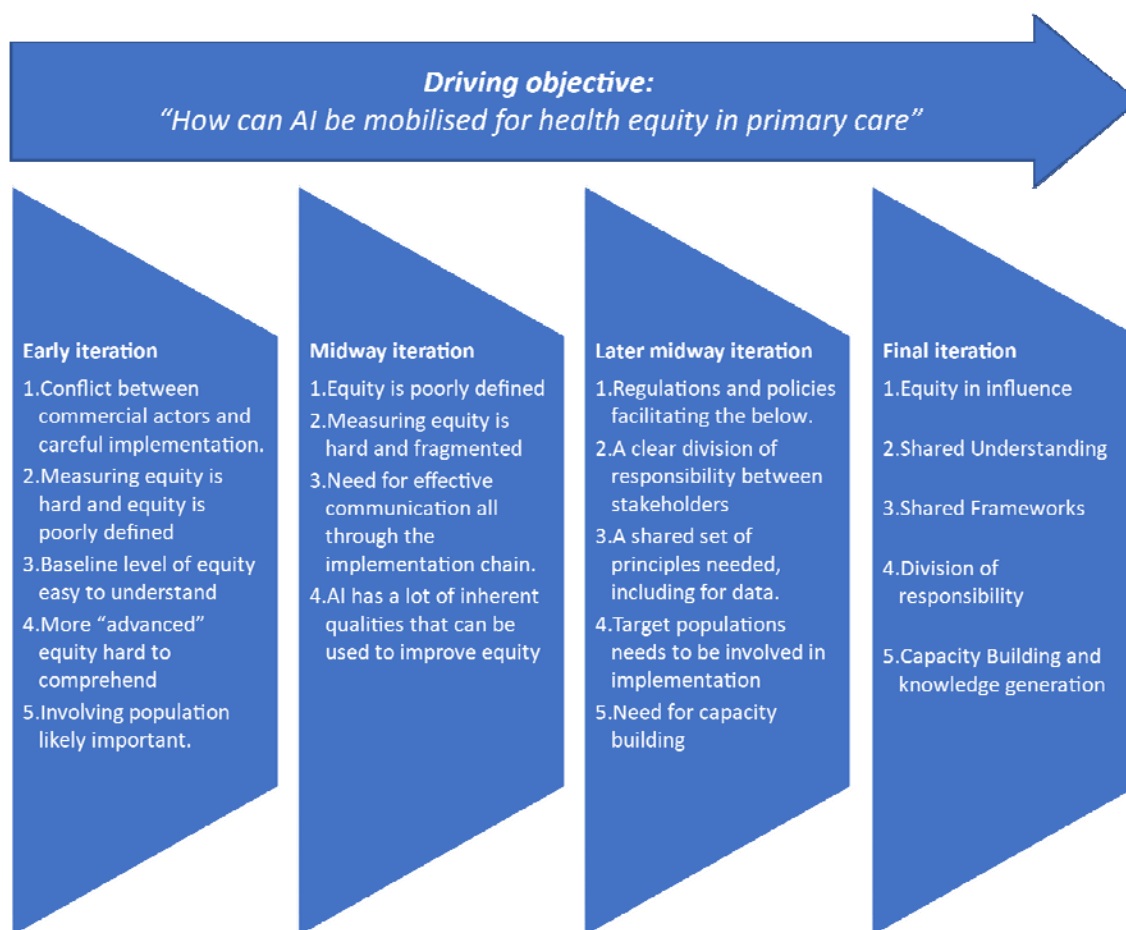 Driving objective:
“How can AI be mobilised for health equity in primary care”
Early iteration
1.Conflict between
commercial actors and
careful implementation.
2.Measuring equity is
hard and equity is
poorly defined
3.Baseline level of equity
easy to understand
4.More “advanced”
equity hard to
comprehend
5.Involving population
likely important.
Midway iteration
1.Equity is poorly defined
2.Measuring equity is
hard and fragmented
3.Need for effective
communication all
through the
implementation chain.
4.AI has a lot of inherent
qualities that can be
used to improve equity
Later midway iteration
1.Regulations and policies
facilitating the below.
2.A clear division of
responsibility between
stakeholders
3.A shared set of
principles needed,
including for data.
4.Target populations
needs to be involved in
implementation
5.Need for capacity
building
Final iteration
1.Equity in influence
2.Shared Understanding
3.Shared Frameworks
4.Division of
responsibility
5.Capacity Building and
knowledge generation